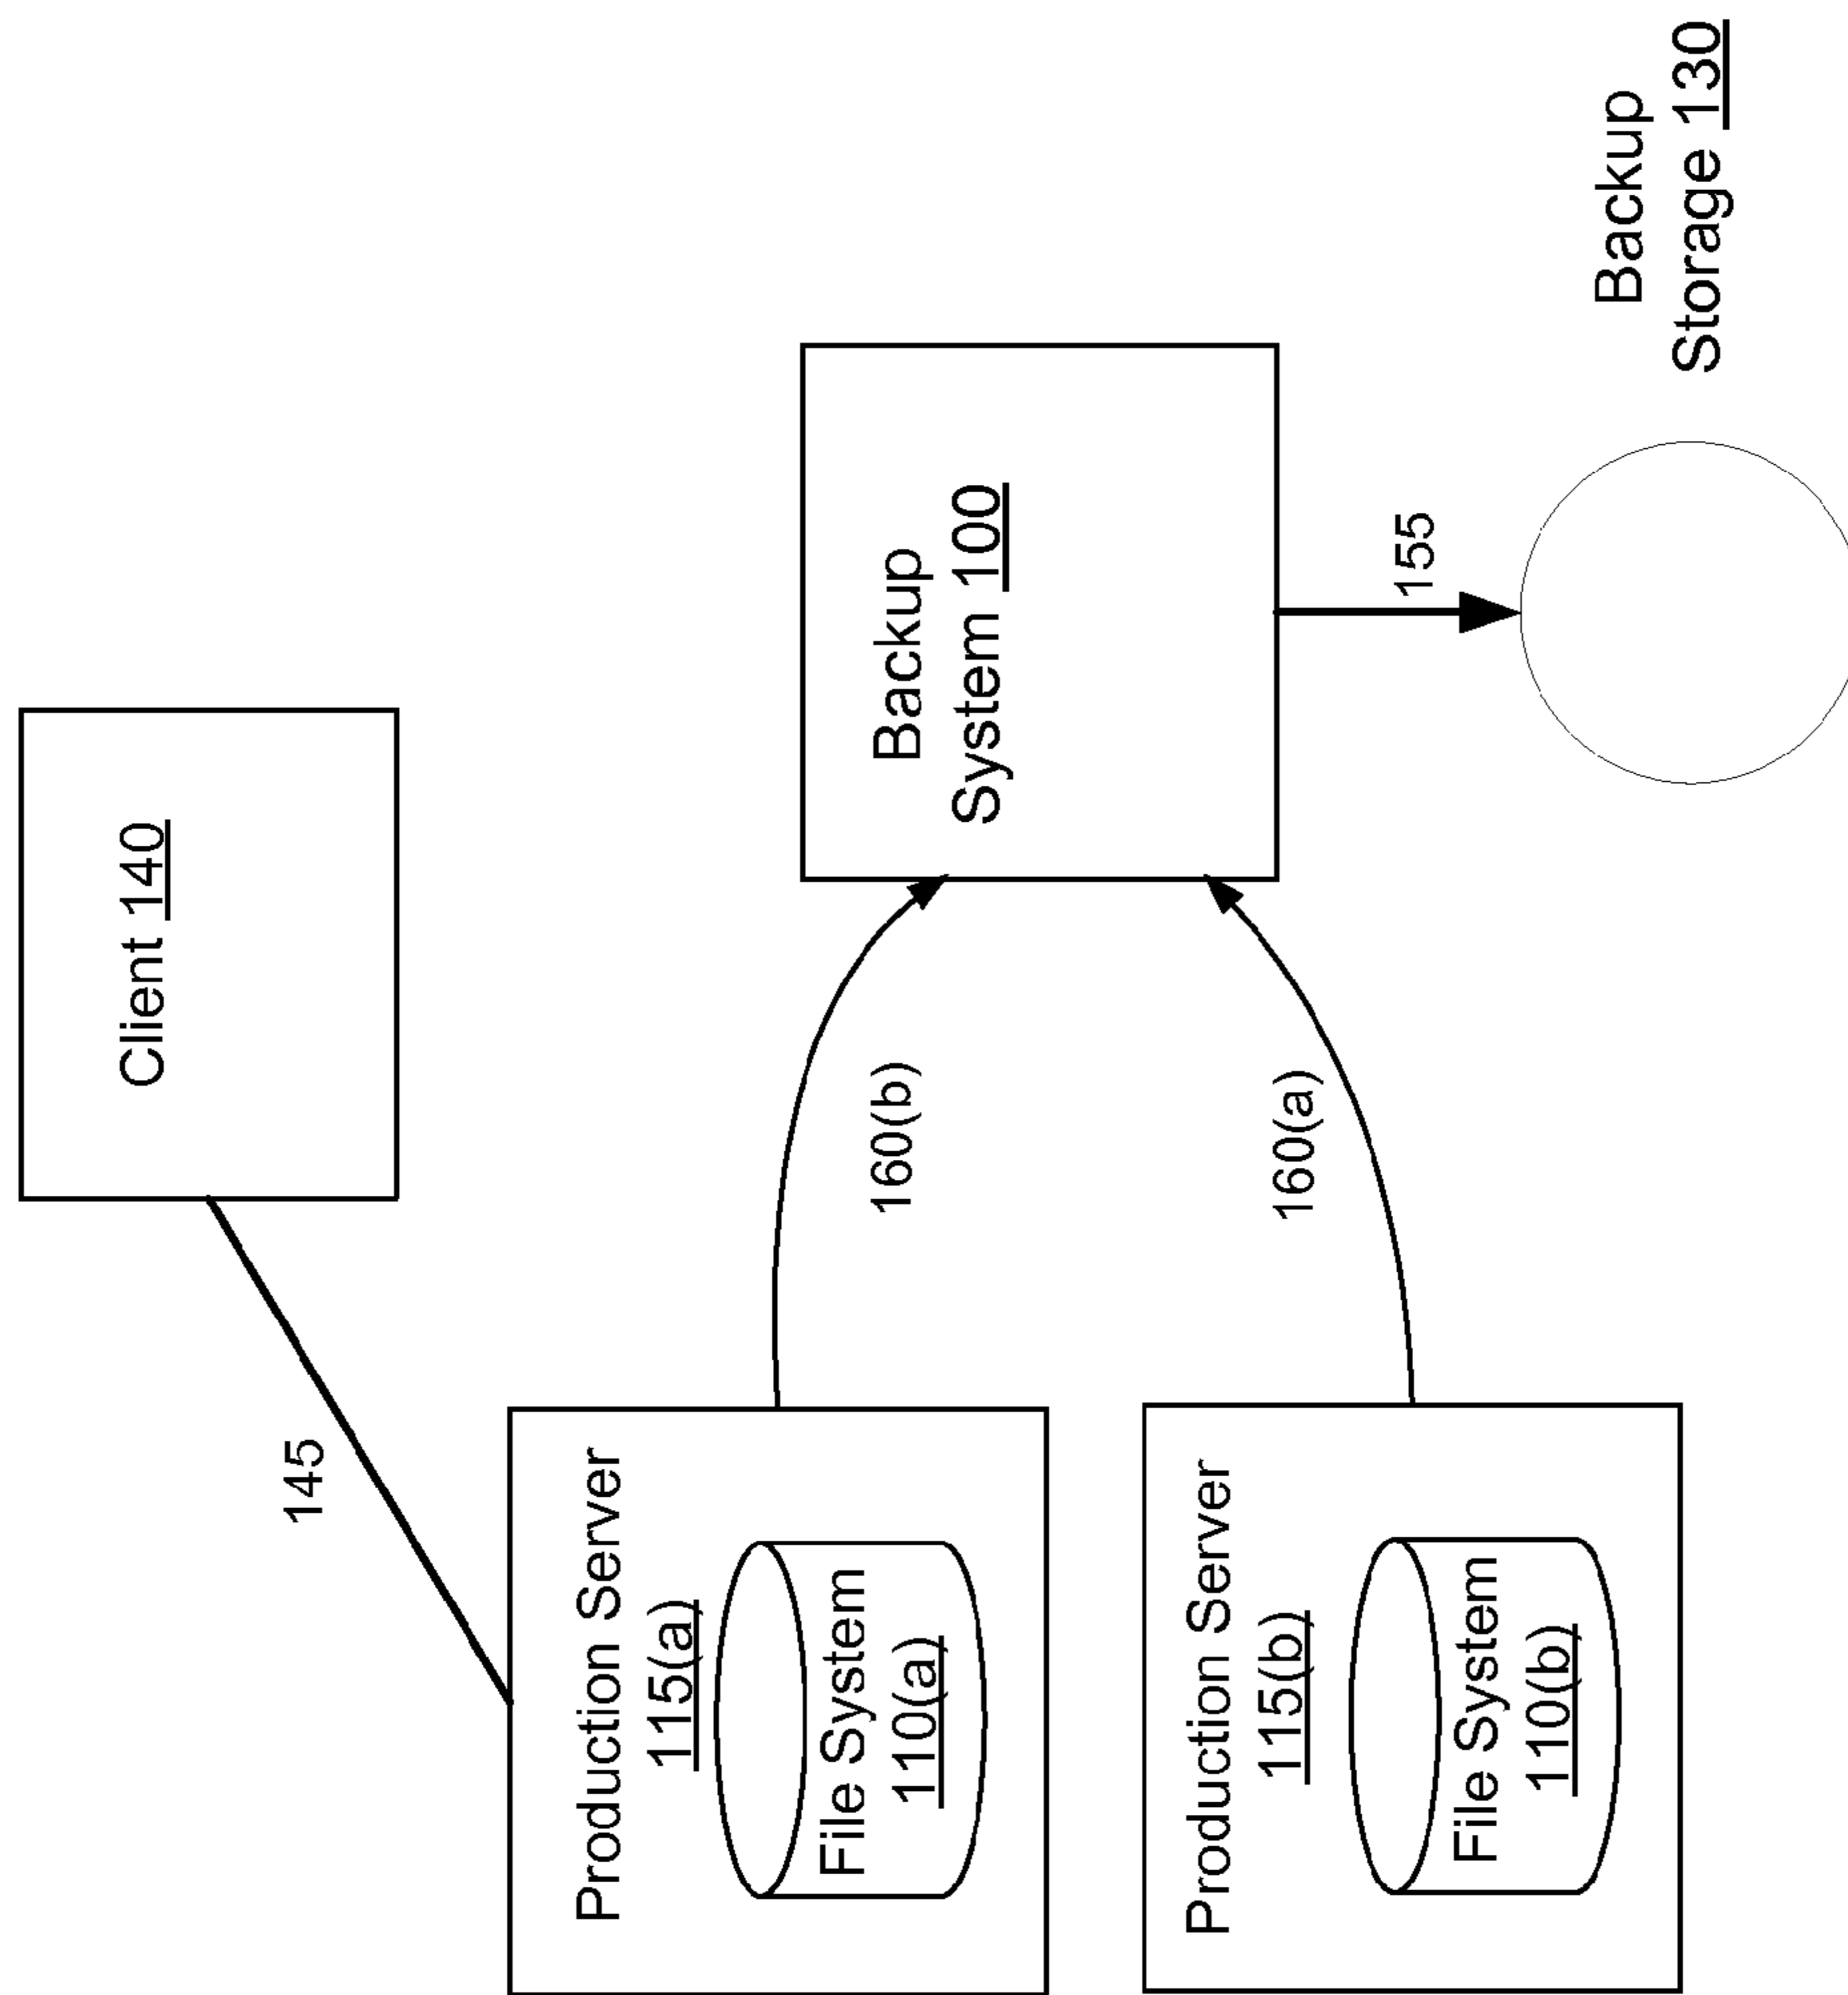 Client 140
145
Production Server
115(a)
File System
110(a)
160(b)
Backup
System 100
Production Server
115(b)
File System
110(b)
160(a)
155
Backup
Storage 130